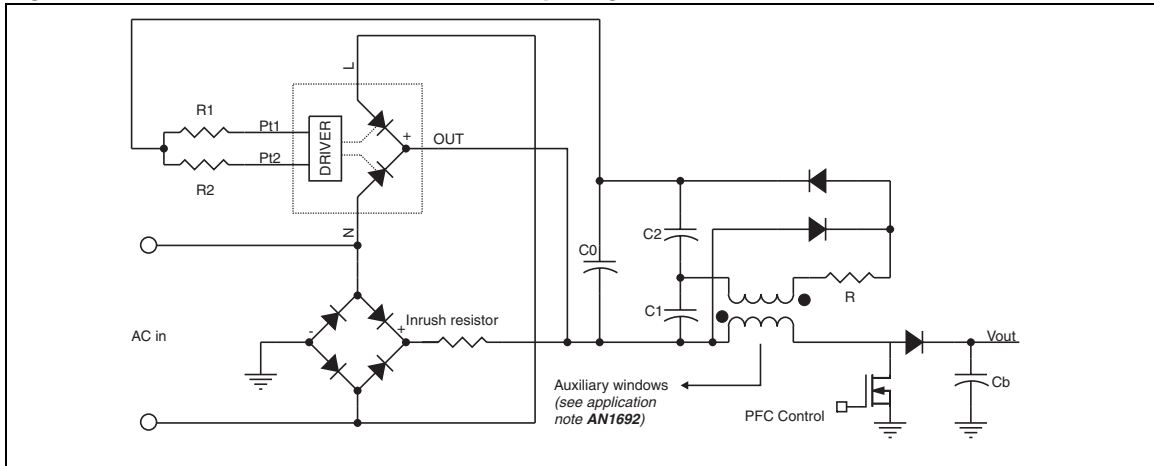 L
R1
Pt1
DRIVER
+
OUT
Pt2
R2
N
C2
C0
R
C1
AC in
-
+
Inrush resistor
Vout
Auxiliary windows
(see application
note AN1692)
PFC Control
Cb